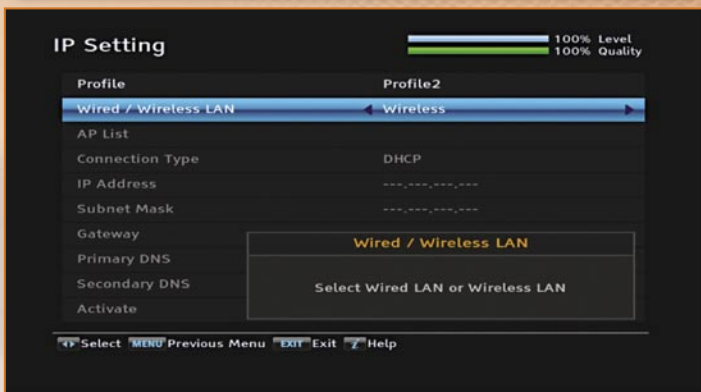 IP Setting
100% Level
100% Quality
Profile Profile2
Wired / Wireless LAN Wireless
AP List
Connection Type DHCP
IP Address ---.---.---.---
Subnet Mask ---.---.---.---
Gateway
Primary DNS
Secondary DNS
Activate
Wired / Wireless LAN
Select Wired LAN or Wireless LAN
Select MENU Previous Menu EXIT Exit i Help